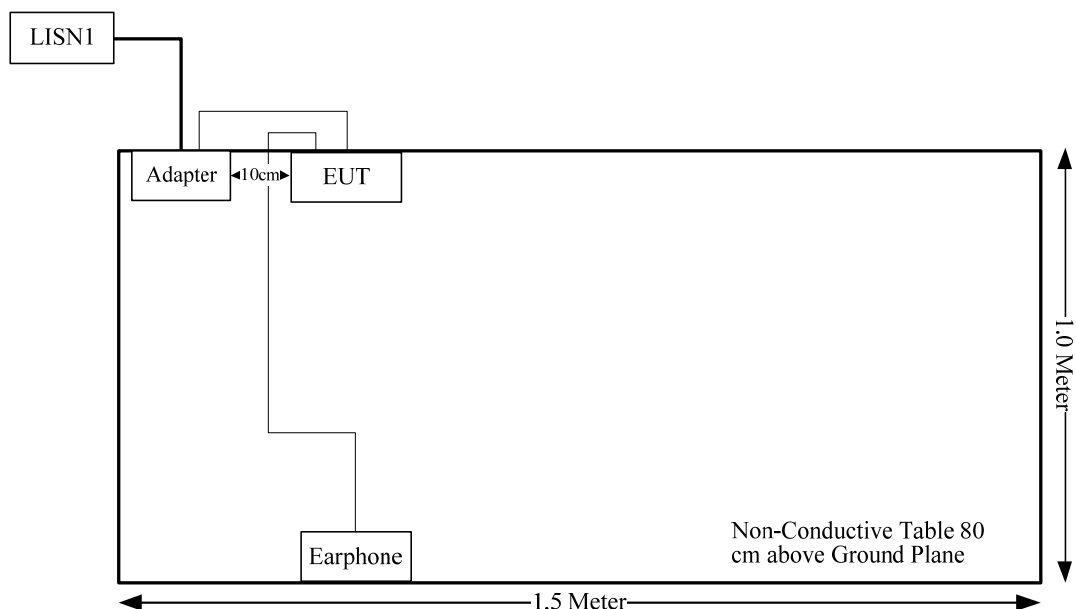 LISN1
Adapter
10cm
EUT
1.0 Meter
Earphone
Non-Conductive Table 80
cm above Ground Plane
1.5 Meter